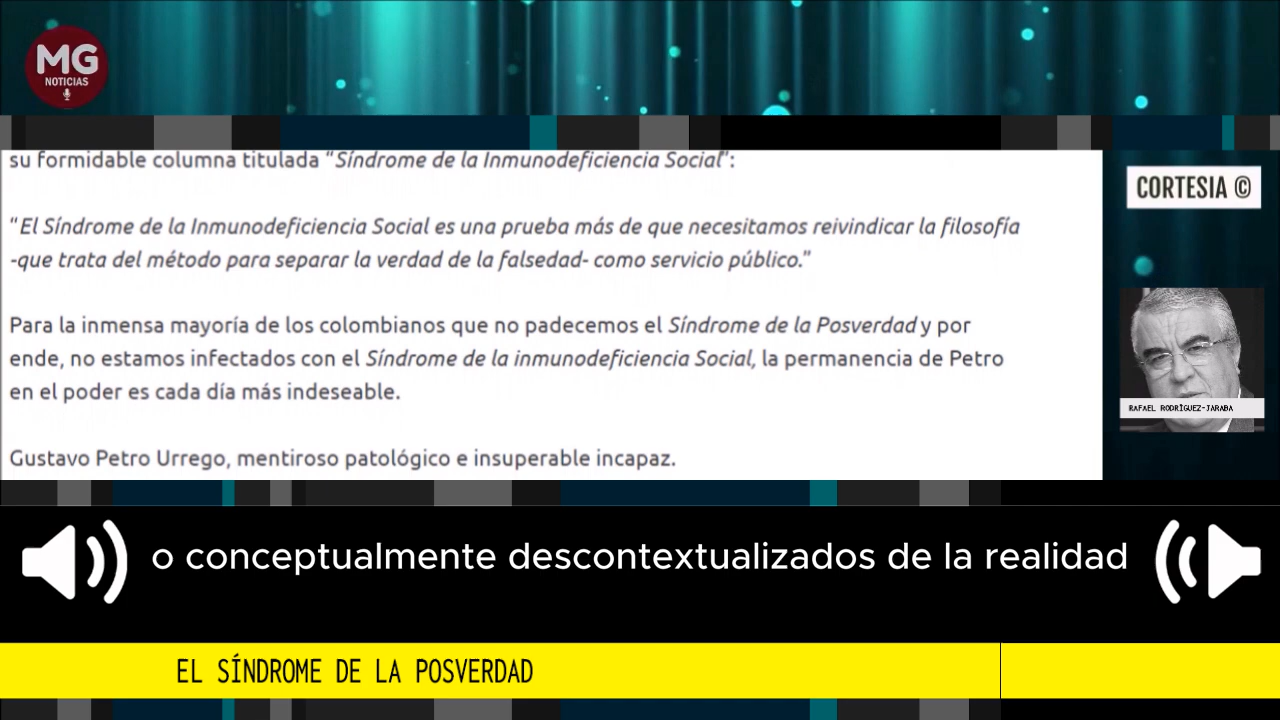 MG
NOTICIAS
su formidable columna titulada "Síndrome de la Inmunodeficiencia Social":
"El Síndrome de la Inmunodeficiencia Social es una prueba más de que necesitamos reivindicar la filosofía
-que trata del método para separar la verdad de la falsedad- como servicio público."
Para la inmensa mayoría de los colombianos que no padecemos el Síndrome de la Posverdad y por
ende, no estamos infectados con el Síndrome de la inmunodeficiencia Social, la permanencia de Petro
en el poder es cada día más indeseable.
Gustavo Petro Urrego, mentiroso patológico e insuperable incapaz.
CORTESIA ©
RAFAEL RODRÍGUEZ-JARABA
o conceptualmente descontextualizados de la realidad
EL SÍNDROME DE LA POSVERDAD